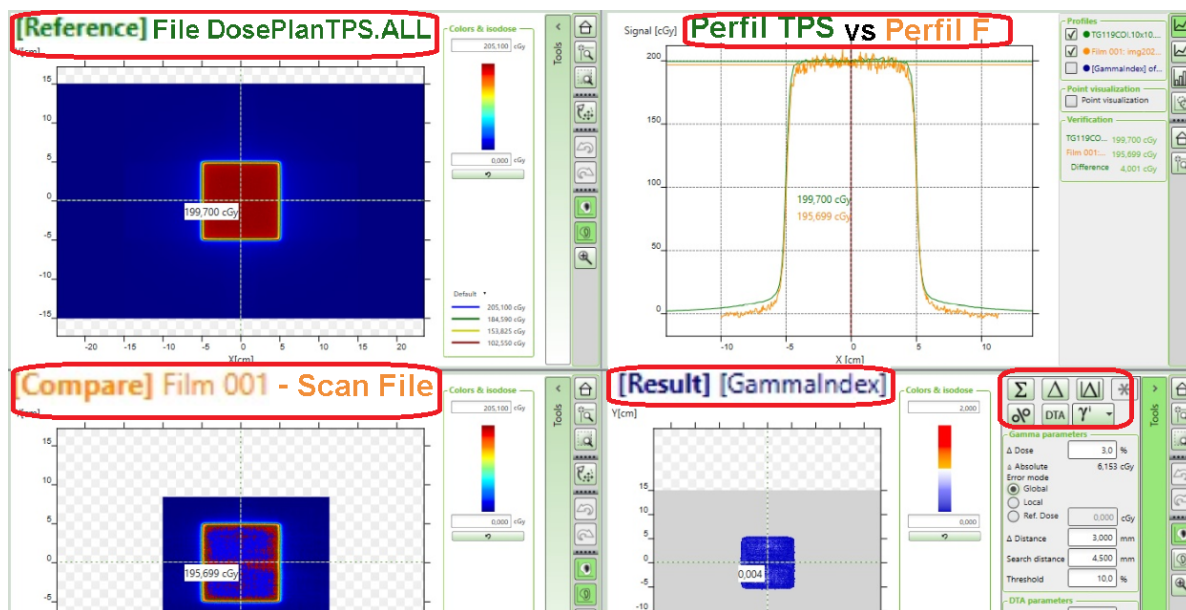 [Reference] File DosePlanTPS.ALL
Y[cm]
15
10
5
0
-5
-10
-15
199,700 cGy
-20 -15 -10 -5 0 5 10 15 20
X[cm]
Colors & isodose
205,100 cGy
0,000 cGy
Default
205,100 cGy
184,590 cGy
153,825 cGy
102,550 cGy
Tools
Perfil TPS vs Perfil F
Signal [cGy]
200
150
100
50
0
199,700 cGy
195,699 cGy
-10 -5 0 5 10
X [cm]
Profiles
TG119COI.10x10....
Film 001: img202...
[GammaIndex] of...
Point visualization
Point visualization
Verification
TG119CO... 199,700 cGy
Film 001:... 195,699 cGy
Difference 4,001 cGy
[Compare] Film 001 - Scan File
15
10
5
0
-5
195,699 cGy
Colors & isodose
205,100 cGy
0,000 cGy
Tools
[Result] [GammaIndex]
Y[cm]
15
10
5
0
-5
-10
0,004
Colors & isodose
2,000
0,000
Σ Δ |Δ|
DTA γ
Gamma parameters
Δ Dose 3,0 %
Δ Absolute 6,153 cGy
Error mode
Global
Local
Ref. Dose 0,000 cGy
Δ Distance 3,000 mm
Search distance 4,500 mm
Threshold 10.0 %
DTA parameters
Tools